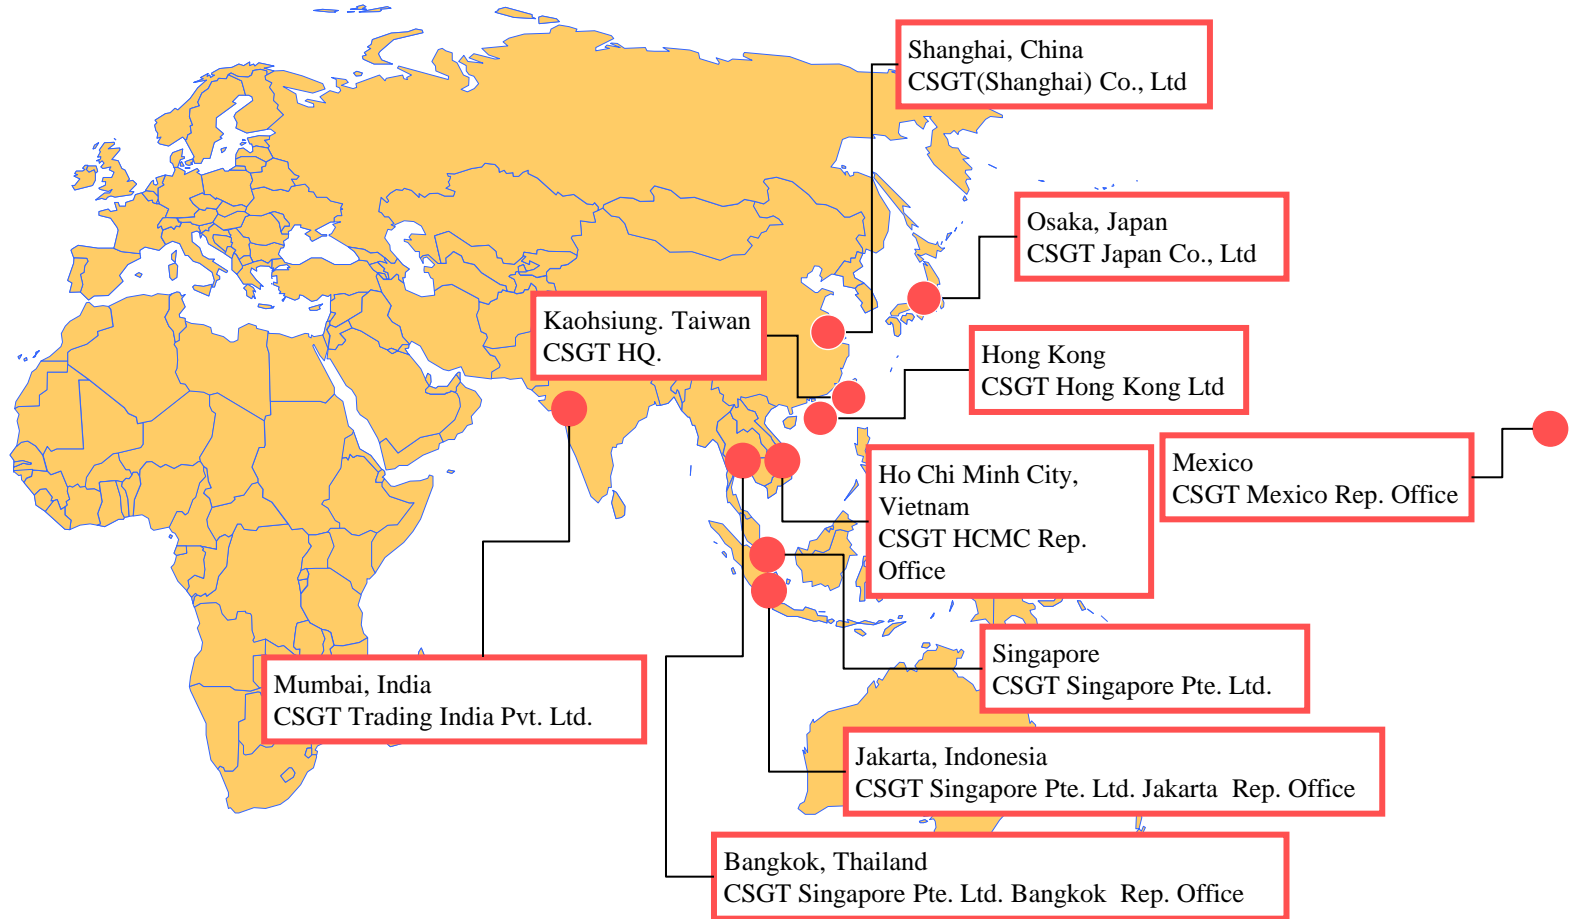 Shanghai, China
CSGT(Shanghai) Co., Ltd
Osaka, Japan
CSGT Japan Co., Ltd
Kaohsiung. Taiwan
CSGT HQ.
Hong Kong
CSGT Hong Kong Ltd
Mexico
CSGT Mexico Rep. Office
Ho Chi Minh City,
Vietnam
CSGT HCMC Rep.
Office
Singapore
CSGT Singapore Pte. Ltd.
Mumbai, India
CSGT Trading India Pvt. Ltd.
Jakarta, Indonesia
CSGT Singapore Pte. Ltd. Jakarta  Rep. Office
Bangkok, Thailand
CSGT Singapore Pte. Ltd. Bangkok  Rep. Office